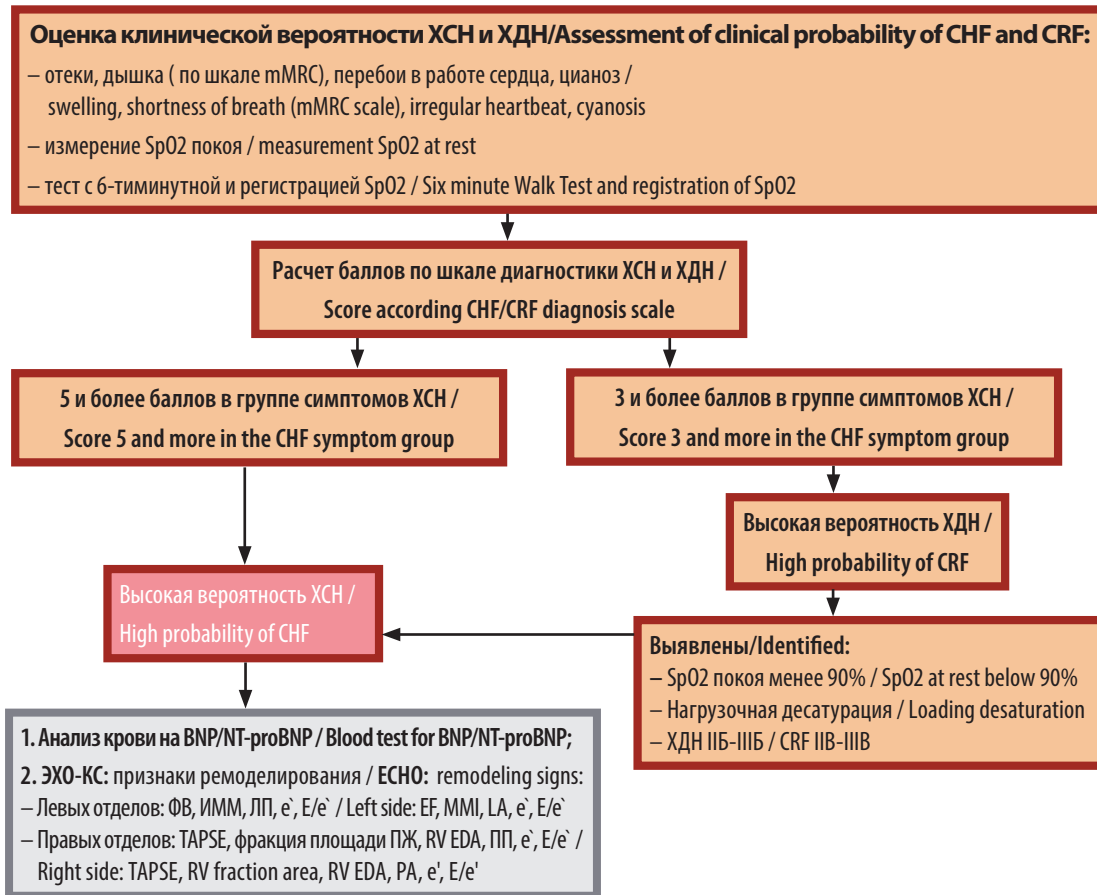 Оценка клинической вероятности ХСН и ХДН/Assessment of clinical probability of CHF and CRF:
– отеки, дышка ( по шкале mMRC), перебои в работе сердца, цианоз /
swelling, shortness of breath (mMRC scale), irregular heartbeat, cyanosis
– измерение SpO2 покоя / measurement SpO2 at rest
– тест с 6-тиминутной и регистрацией SpO2 / Six minute Walk Test and registration of SpO2
Расчет баллов по шкале диагностики ХСН и ХДН /
Score according CHF/CRF diagnosis scale
5 и более баллов в группе симптомов ХСН /
Score 5 and more in the CHF symptom group
3 и более баллов в группе симптомов ХСН /
Score 3 and more in the CHF symptom group
Высокая вероятность ХДН /
High probability of CRF
Высокая вероятность ХСН /
High probability of CHF
Выявлены/Identified:
– SpO2 покоя менее 90% / SpO2 at rest below 90%
– Нагрузочная десатурация / Loading desaturation
– ХДН IIБ-IIIБ / CRF IIB-IIIB
1. Анализ крови на BNP/NT-proBNP / Blood test for BNP/NT-proBNP;
2. ЭХО-КС: признаки ремоделирования / ECHO: remodeling signs:
– Левых отделов: ФВ, ИММ, ЛП, e`, E/e` / Left side: EF, MMI, LA, e`, E/e`
– Правых отделов: TAPSE, фракция площади ПЖ, RV EDA, ПП, e`, E/e` /
Right side: TAPSE, RV fraction area, RV EDA, PA, e', E/e'